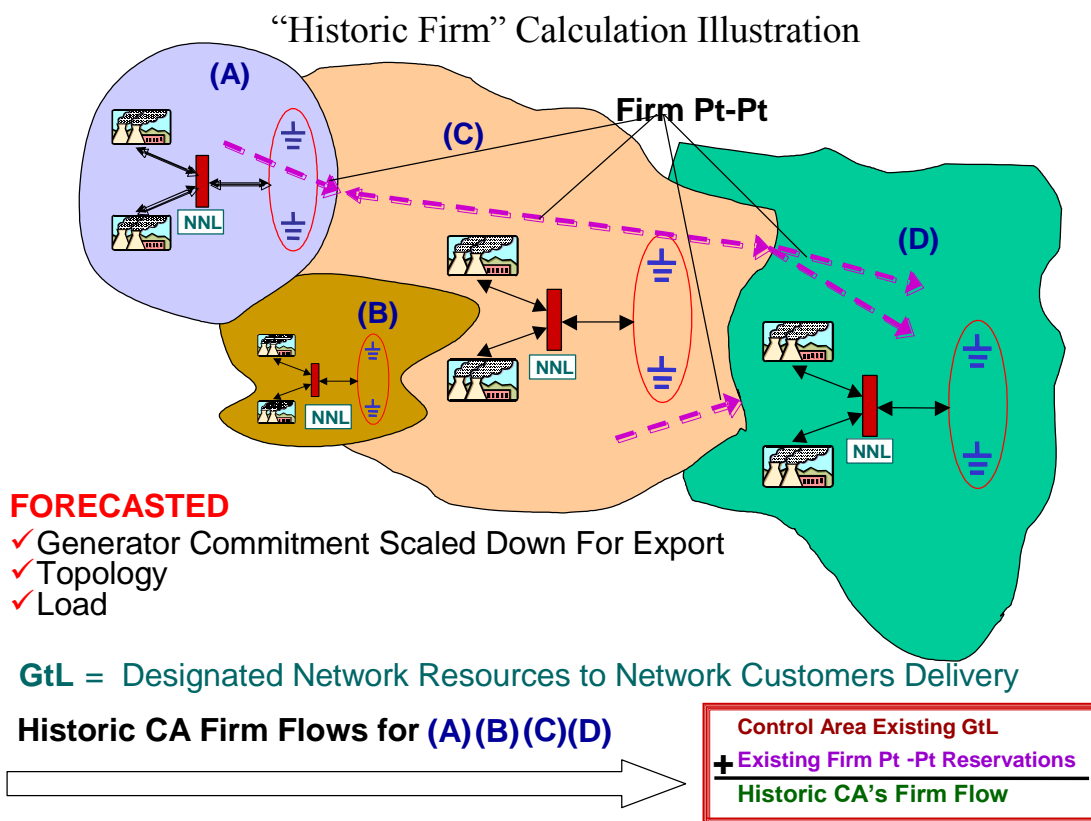 “Historic Firm” Calculation Illustration
(A)
(C)
Firm Pt-Pt
(D)
NNL
(B)
NNL
NNL
NNL
FORECASTED
✓Generator Commitment Scaled Down For Export
✓Topology
✓Load
GtL = Designated Network Resources to Network Customers Delivery
Historic CA Firm Flows for (A)(B)(C)(D)
Control Area Existing GtL
+Existing Firm Pt -Pt Reservations
Historic CA's Firm Flow